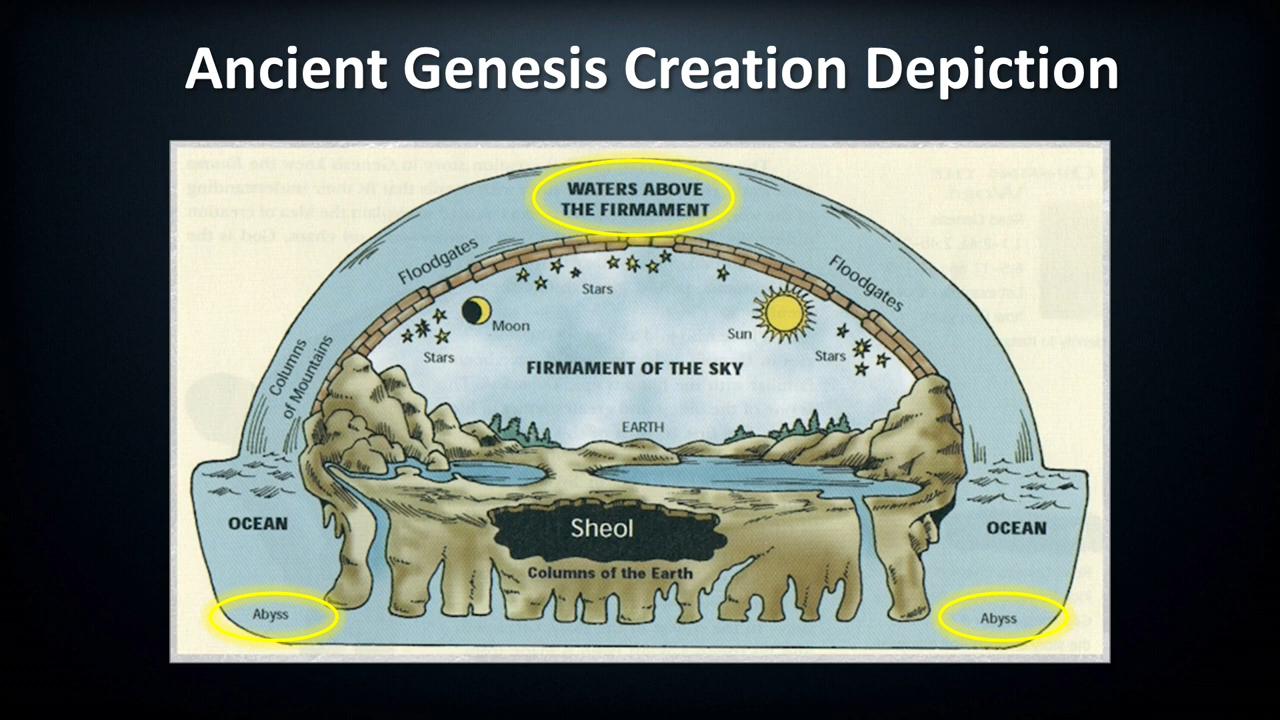 Ancient Genesis Creation Depiction
WATERS ABOVE
THE FIRMAMENT
Floodgates
Floodgates
Stars
Moon
Sun
Stars
Stars
Columns
of Mountains
FIRMAMENT OF THE SKY
EARTH
OCEAN
Sheol
OCEAN
Columns of the Earth
Abyss
Abyss